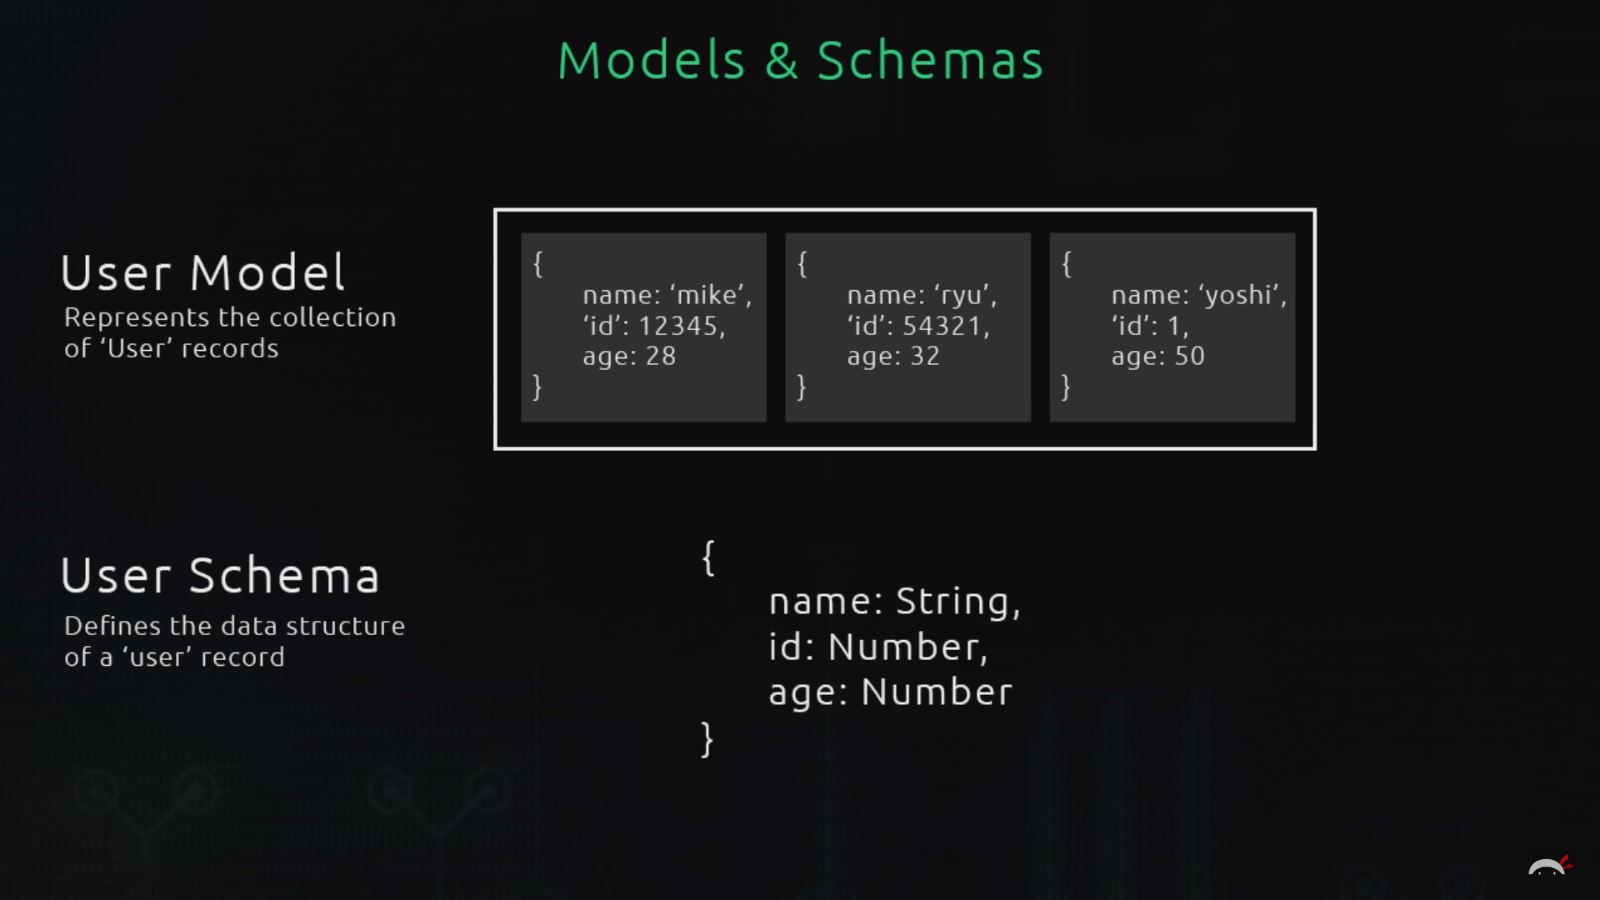 Models & Schemas
User Model
Represents the collection
of ‘User’ records
{
name: ‘mike’,
‘id’: 12345,
age: 28
}
{
name: ‘ryu’,
‘id’: 54321,
age: 32
}
{
name: ‘yoshi’,
‘id’: 1,
age: 50
}
User Schema
Defines the data structure
of a ‘user’ record
{
name: String,
id: Number,
age: Number
}